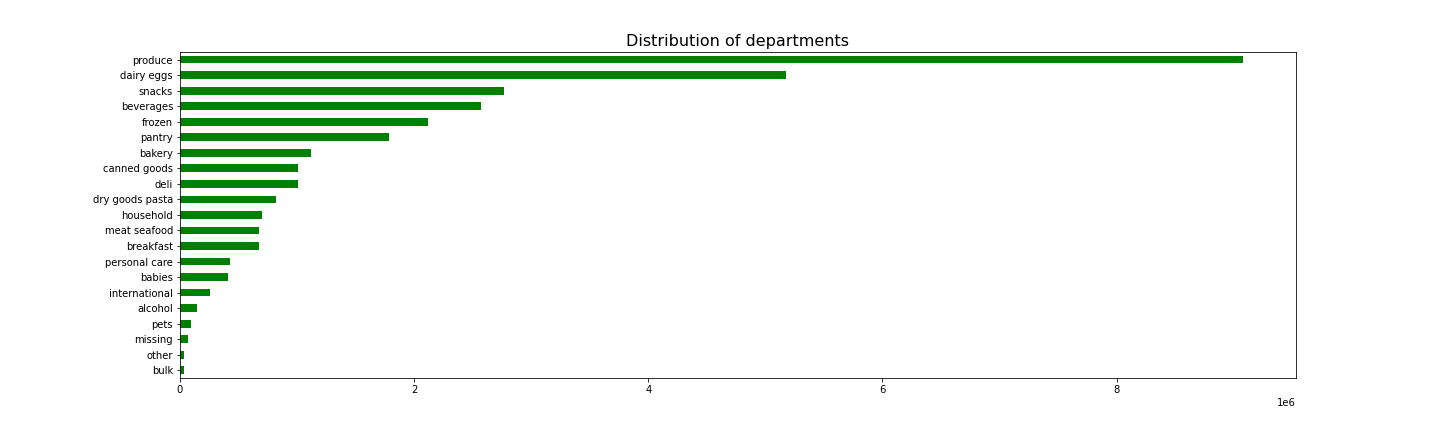 Distribution of departments
produce
dairy eggs
snacks
beverages
frozen
pantry
bakery
canned goods
deli
dry goods pasta
household
meat seafood
breakfast
personal care
babies
international
alcohol
pets
missing
other
bulk
0 2 4 6 8
1e6